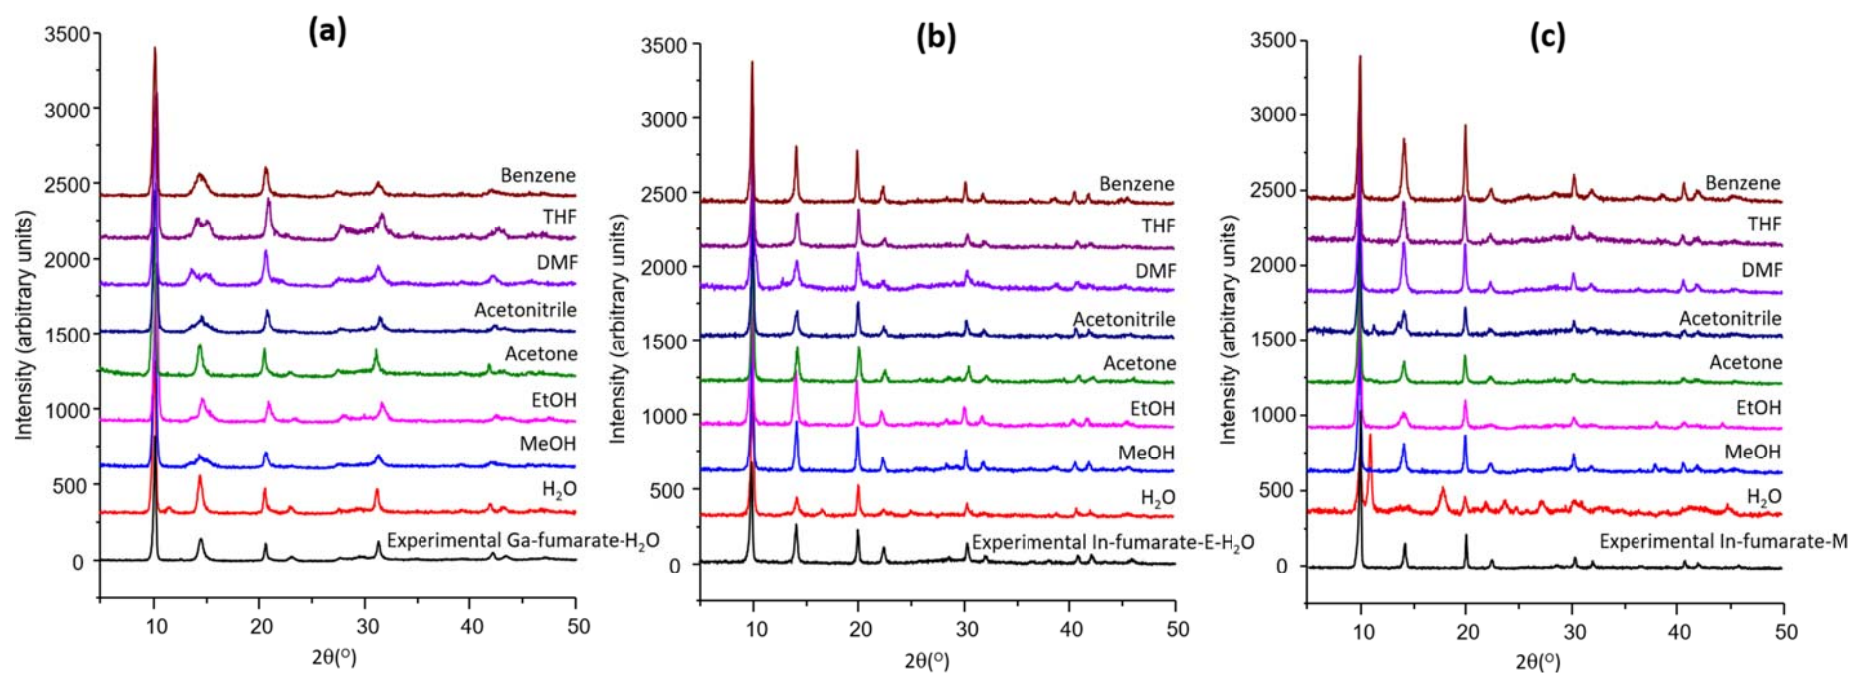 (a)
3500
3000
2500
2000
1500
1000
500
0
Intensity (arbitrary units)
Benzene
THF
DMF
Acetonitrile
Acetone
EtOH
MeOH
H₂O
Experimental Ga-fumarate-H₂O
10 20 30 40 50
2θ(°)
(b)
3500
3000
2500
2000
1500
1000
500
0
Intensity (arbitrary units)
Benzene
THF
DMF
Acetonitrile
Acetone
EtOH
MeOH
H₂O
Experimental In-fumarate-E-H₂O
10 20 30 40 50
2θ(°)
(c)
3500
3000
2500
2000
1500
1000
500
0
Intensity (arbitrary units)
Benzene
THF
DMF
Acetonitrile
Acetone
EtOH
MeOH
H₂O
Experimental In-fumarate-M
10 20 30 40 50
2θ(°)